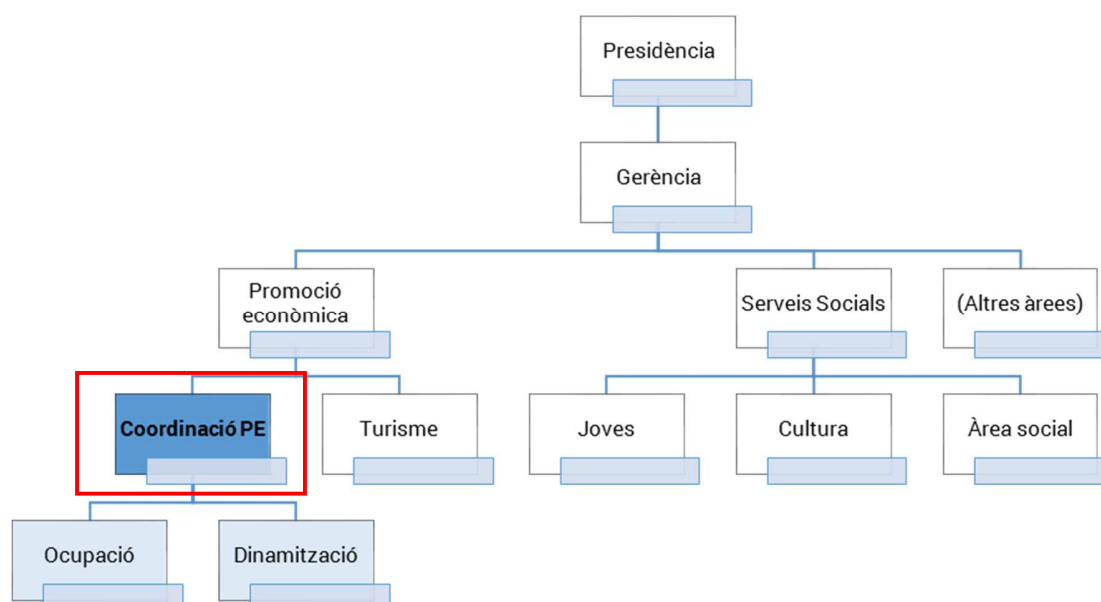 Presidència
Gerència
Promoció
econòmica
Serveis Socials
(Altres àrees)
Coordinació PE
Turisme
Joves
Cultura
Àrea social
Ocupació
Dinamització